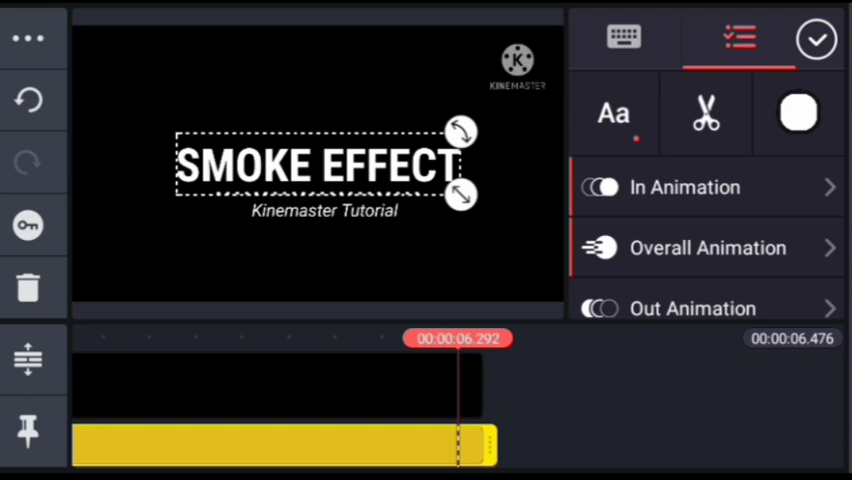 KINEMASTER
SMOKE EFFECT
Kinemaster Tutorial
Aa
In Animation
Overall Animation
Out Animation
00:00:06.292
00:00:06.476